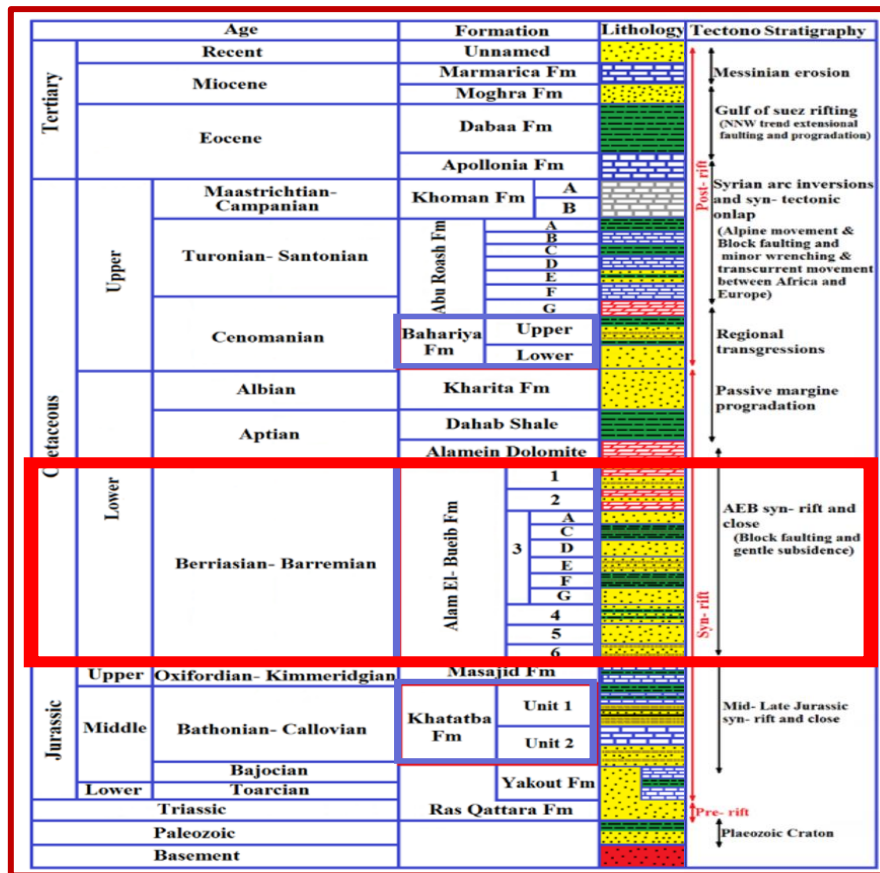 Age Formation Lithology Tectono Stratigraphy
Tertiary
Recent Unnamed
Miocene Marmarica Fm
Moghra Fm
Messinian erosion
Eocene Dabaa Fm
Gulf of suez rifting
(NNW trend extensional
faulting and progradation)
Apollonia Fm
Cretaceous
Upper
Maastrichtian-
Campanian
Khoman Fm
A
B
Syrian arc inversions
and syn- tectonic
onlap
(Alpine movement &
Block faulting and
minor wrenching &
transcurrent movement
between Africa and
Europe)
Post- rift
Turonian- Santonian
Abu Roash Fm
A
B
C
D
E
F
G
Cenomanian
Bahariya
Fm
Upper
Lower
Regional
transgressions
Lower
Albian Kharita Fm
Passive margine
progradation
Aptian Dahab Shale
Alamein Dolomite
Berriasian- Barremian
Alam El- Bueib Fm
1
2
3
A
C
D
E
F
G
4
5
6
AEB syn- rift and
close
(Block faulting and
gentle subsidence)
Syn- rift
Jurassic
Upper Oxifordian- Kimmeridgian Masajid Fm
Middle Bathonian- Callovian
Khatatba
Fm
Unit 1
Unit 2
Mid- Late Jurassic
syn- rift and close
Bajocian
Yakout Fm
Lower Toarcian
Triassic Ras Qattara Fm Pre- rift
Paleozoic Plaeozoic Craton
Basement